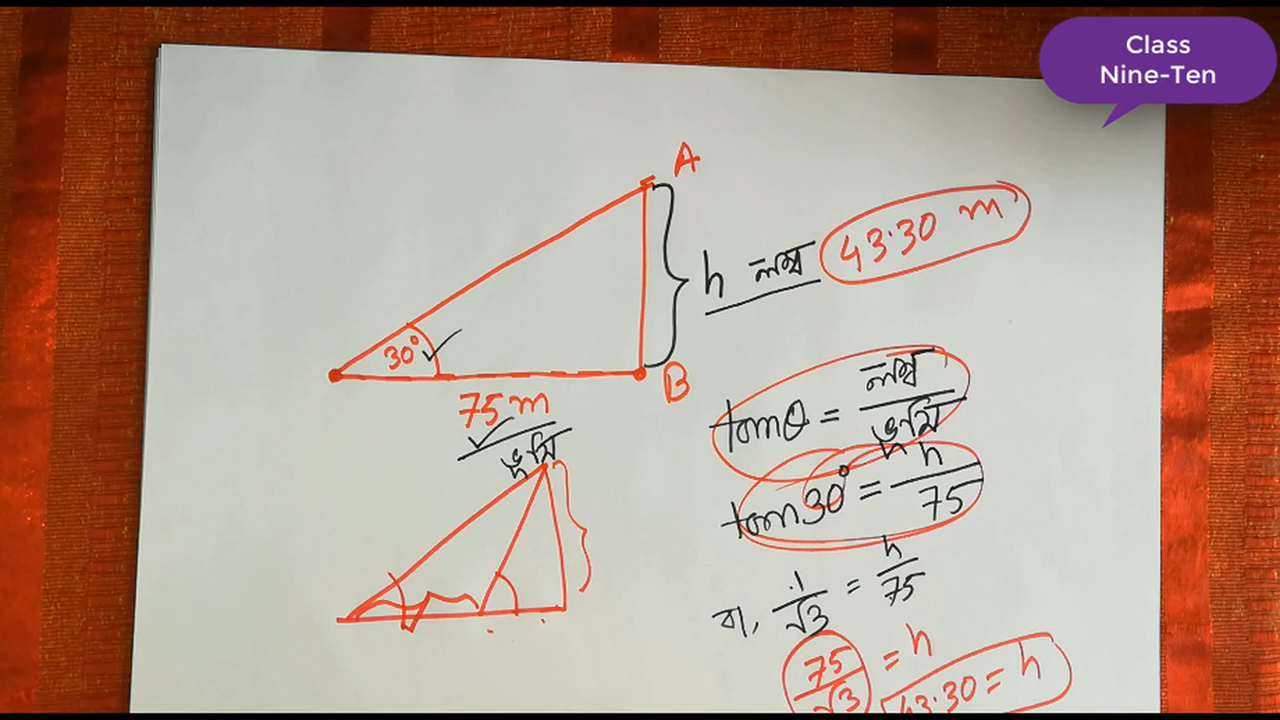 Class
Nine-Ten
A
h লম্ব 43.30 m
30°
B
75 m
ভূমি
tanθ = লম্ব / ভূমি
tan30° = h / 75
বা, 1 / √3 = h / 75
75 / √3 = h
43.30 = h